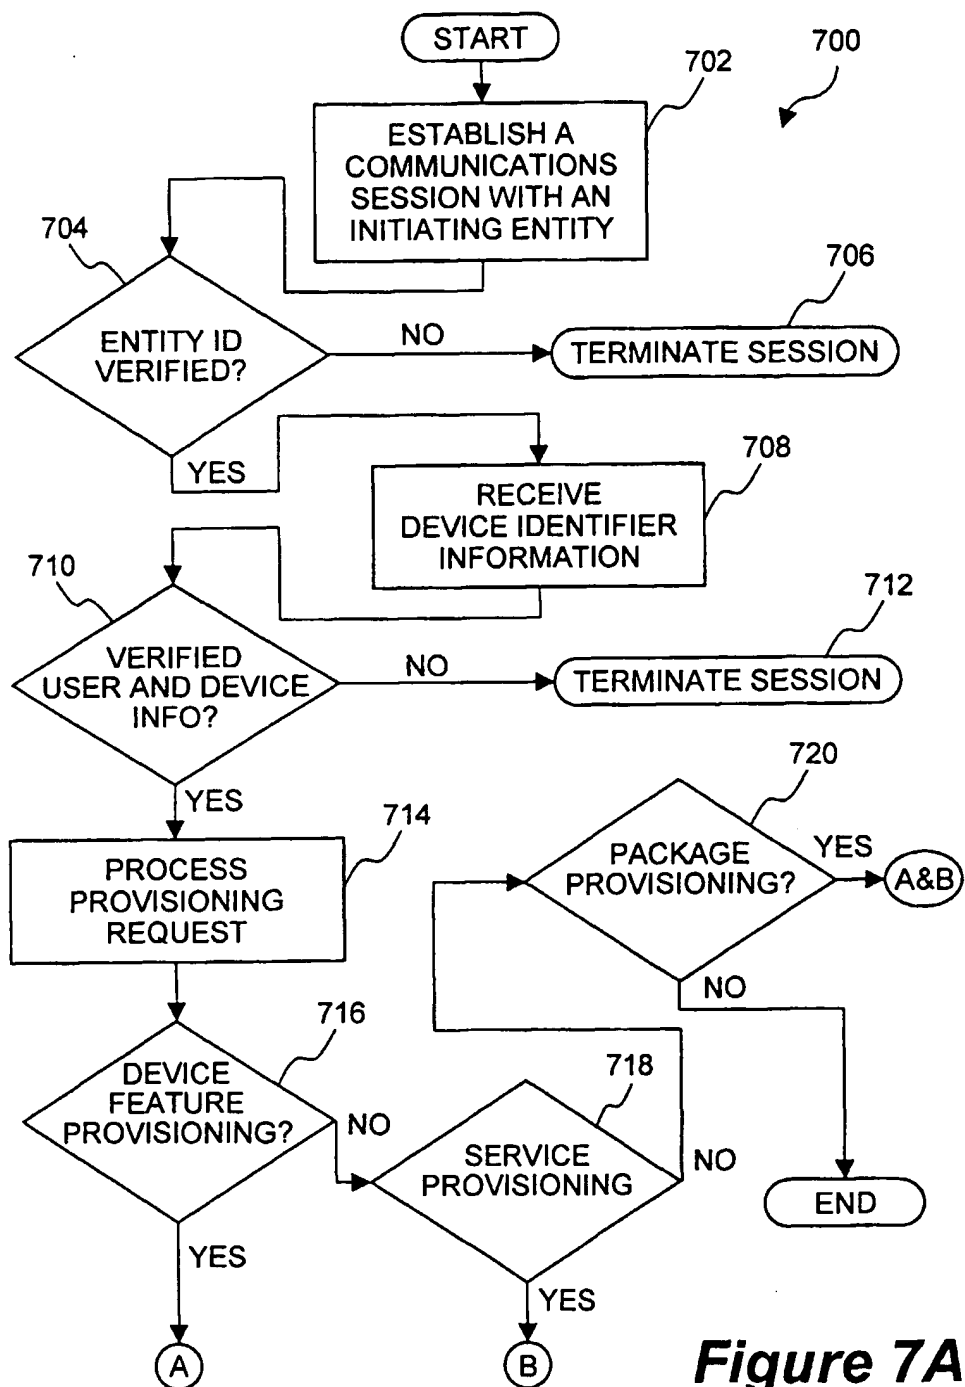 START
700
702
ESTABLISH A
COMMUNICATIONS
SESSION WITH AN
INITIATING ENTITY
704
706
ENTITY ID
VERIFIED?
NO
TERMINATE SESSION
YES
708
RECEIVE
DEVICE IDENTIFIER
INFORMATION
710
712
VERIFIED
USER AND DEVICE
INFO?
NO
TERMINATE SESSION
YES
714
PROCESS
PROVISIONING
REQUEST
716
DEVICE
FEATURE
PROVISIONING?
NO
YES
A
718
SERVICE
PROVISIONING
NO
YES
B
720
PACKAGE
PROVISIONING?
YES
A&B
NO
END
Figure 7A